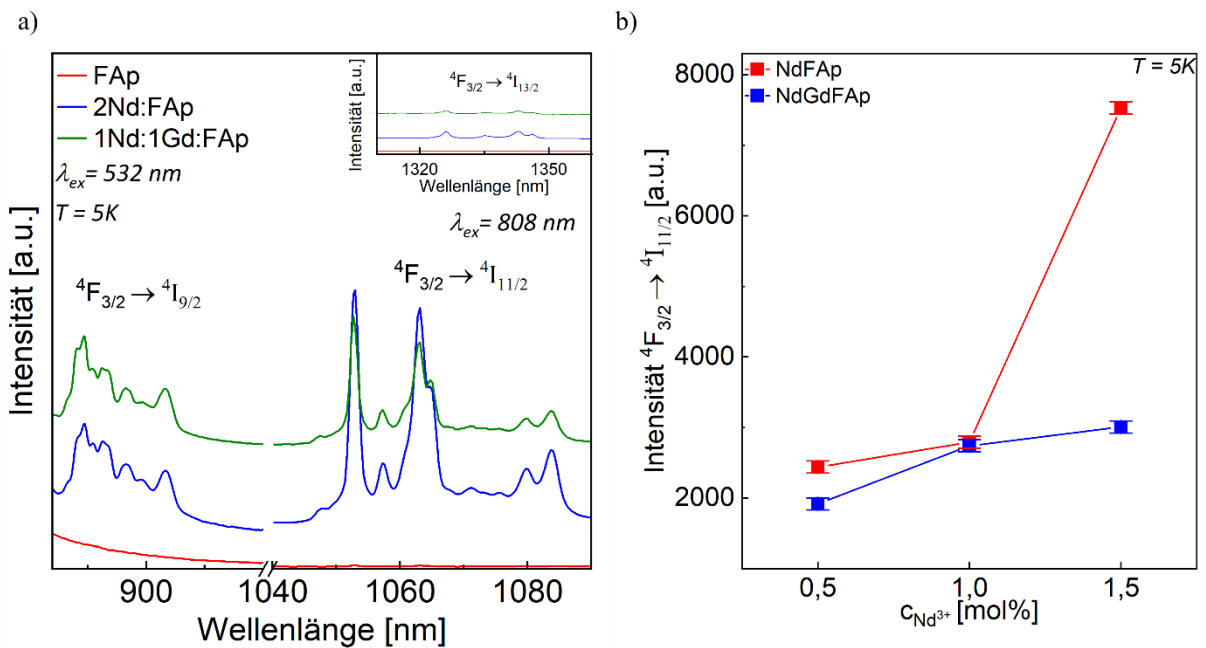 a)
FAp
2Nd:FAp
1Nd:1Gd:FAp
λex= 532 nm
T = 5K
⁴F3/2 → ⁴I13/2
Intensität [a.u.]
1320 1350
Wellenlänge [nm]
λex= 808 nm
⁴F3/2 → ⁴I9/2
⁴F3/2 → ⁴I11/2
Intensität [a.u.]
900 1040 1060 1080
Wellenlänge [nm]
b)
NdFAp
NdGdFAp
T = 5K
Intensität ⁴F3/2 → ⁴I11/2 [a.u.]
8000
6000
4000
2000
0,5 1,0 1,5
cNd³⁺ [mol%]